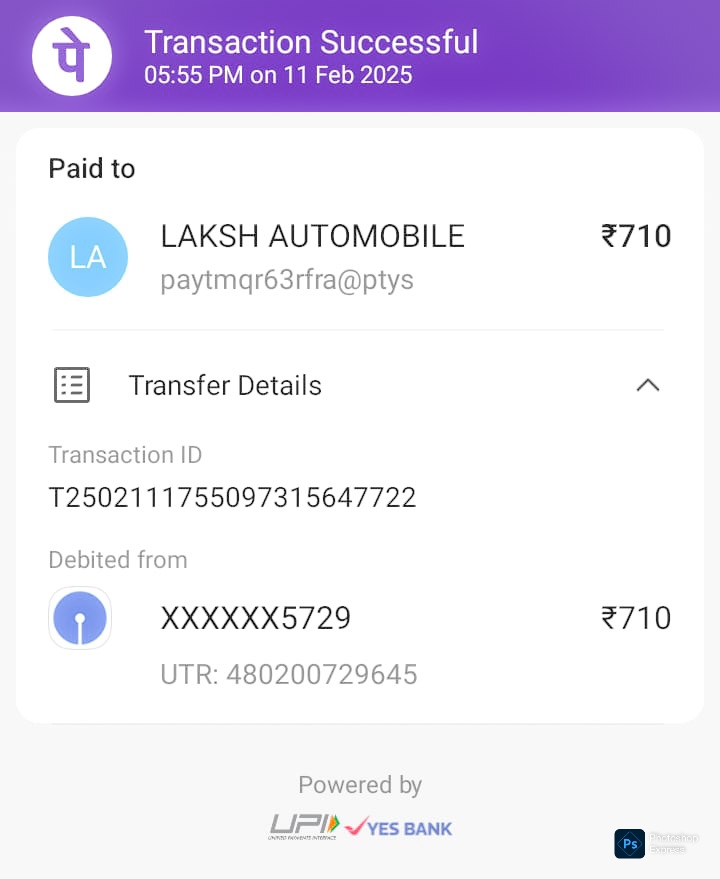 पे
Transaction Successful
05:55 PM on 11 Feb 2025
Paid to
LA
LAKSH AUTOMOBILE
₹710
paytmqr63rfra@ptys
Transfer Details
Transaction ID
T2502111755097315647722
Debited from
XXXXXX5729
₹710
UTR: 480200729645
Powered by
UPI
UNIFIED PAYMENTS INTERFACE
YES BANK
Ps
Photoshop
Express